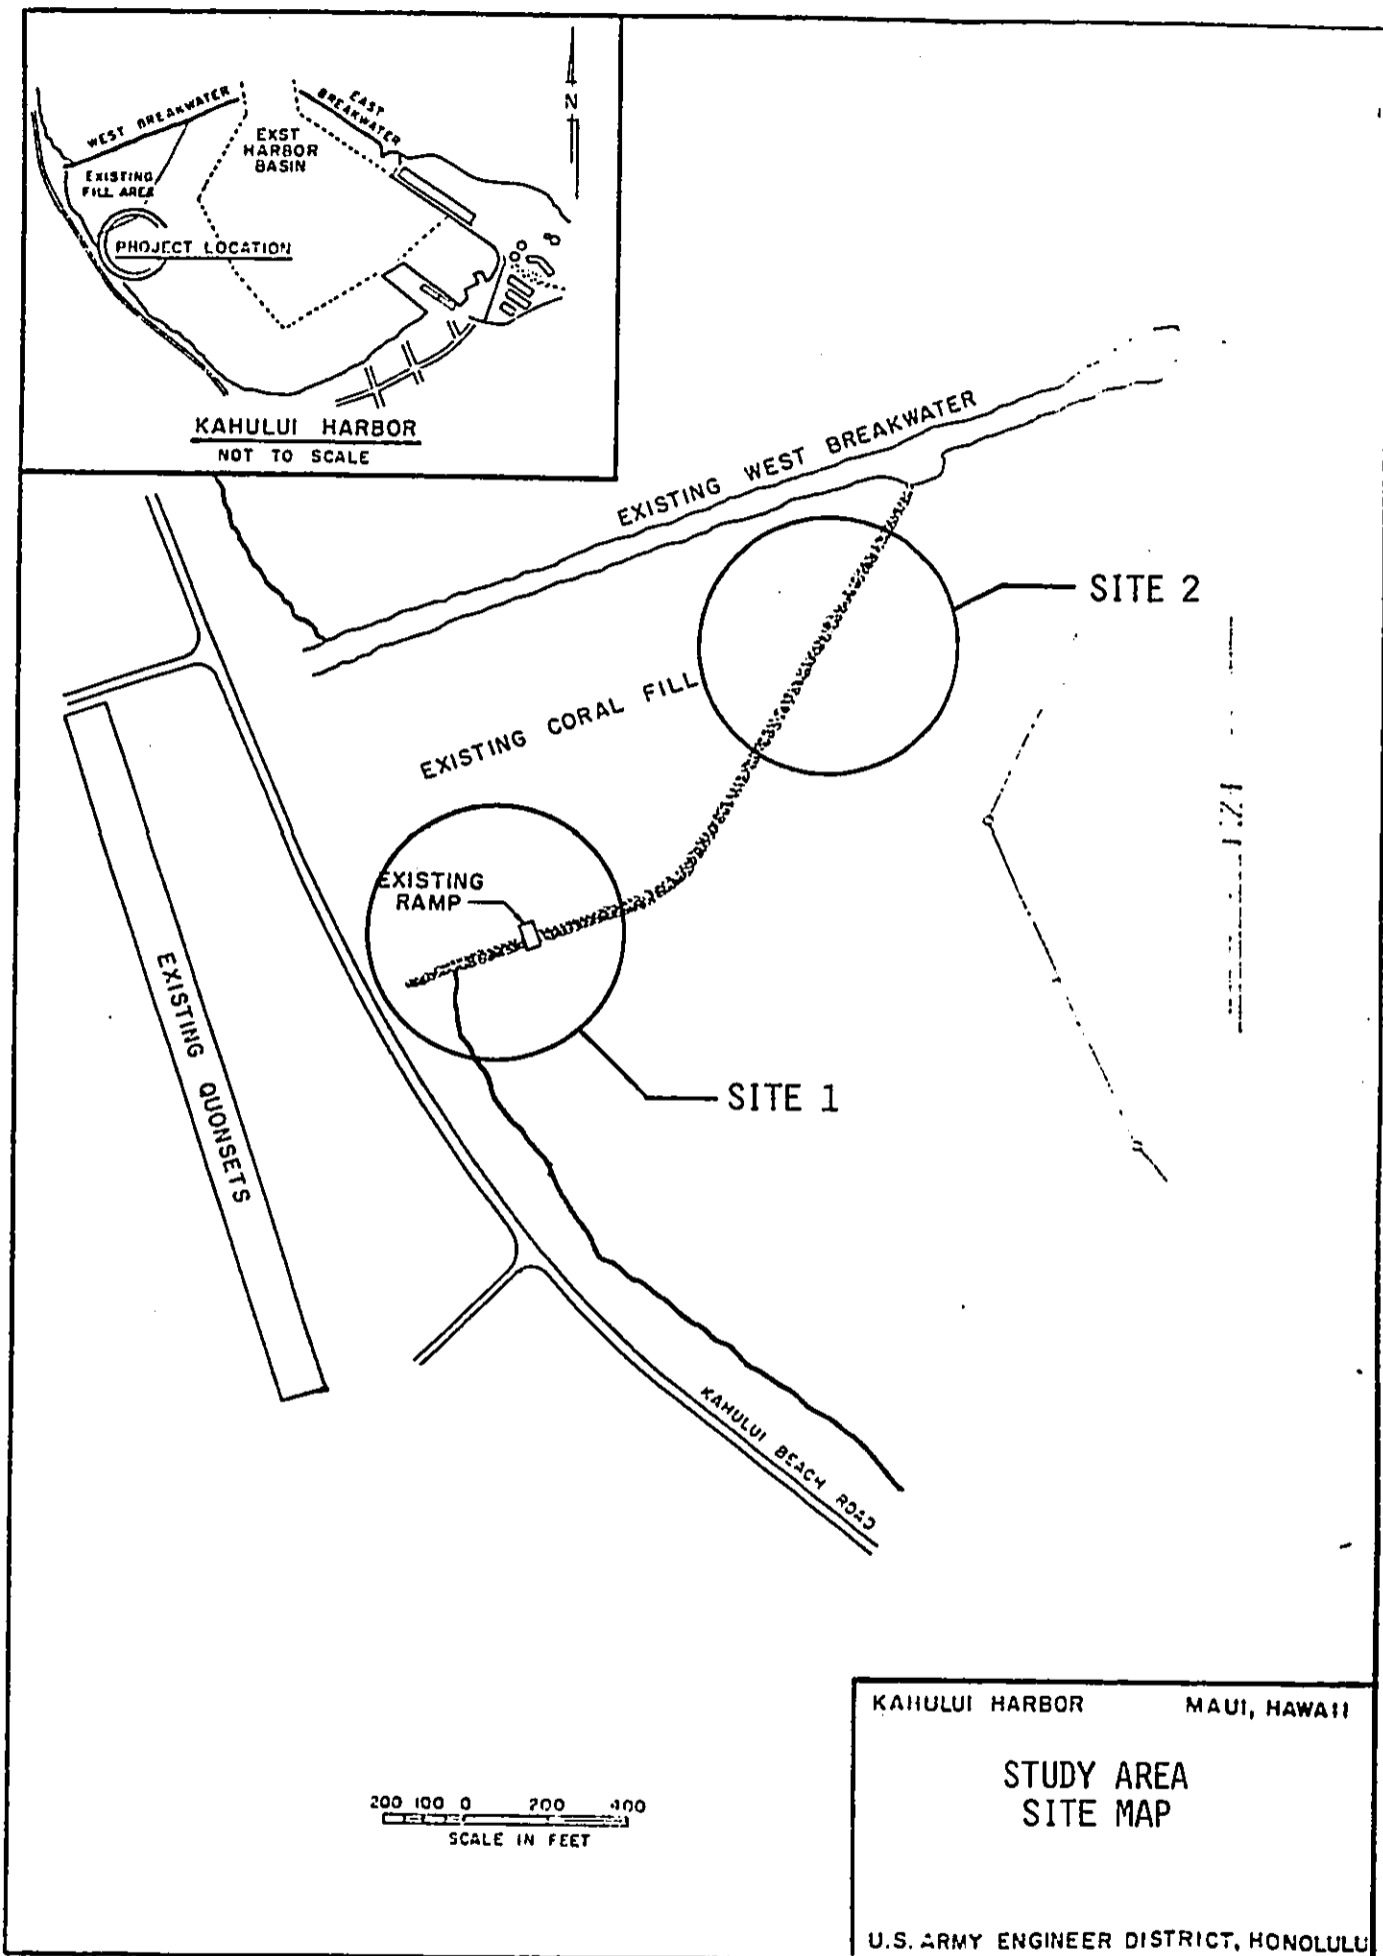 WEST BREAKWATER
EAST
BREAKWATER
N
EXST
HARBOR
BASIN
EXISTING
FILL AREA
PROJECT LOCATION
KAHULUI HARBOR
NOT TO SCALE
EXISTING WEST BREAKWATER
SITE 2
EXISTING CORAL FILL
EXISTING
RAMP
EXISTING QUONSETS
SITE 1
KAHULUI BEACH ROAD
200 100 0 200 400
SCALE IN FEET
KAHULUI HARBOR MAUI, HAWAII
STUDY AREA
SITE MAP
U.S. ARMY ENGINEER DISTRICT, HONOLULU